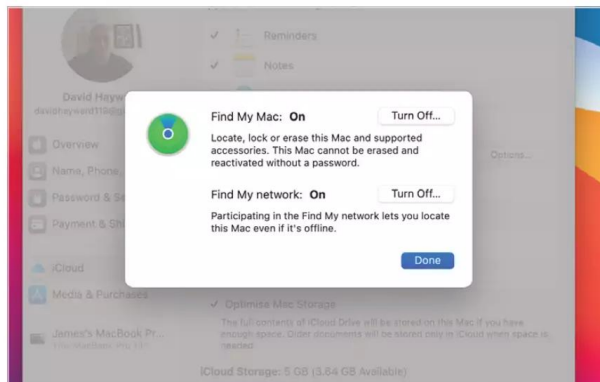 Reminders
Notes
David Hayw
Find My Mac: On
Turn Off...
Locate, lock or erase this Mac and supported
accessories. This Mac cannot be erased and
reactivated without a password.
Find My network: On
Turn Off...
Participating in the Find My network lets you locate
this Mac even if it's offline.
Done
Overview
Name, Phone,
Password & Se
Payment & Shi
Options...
iCloud
Media & Purchases
Optimise Mac Storage
The full contents of iCloud Drive will be stored on this Mac if you have
enough space. Older documents will be stored only in iCloud when space is
needed.
James's MacBook Pr...
iCloud Storage: 5 GB (3.64 GB Available)